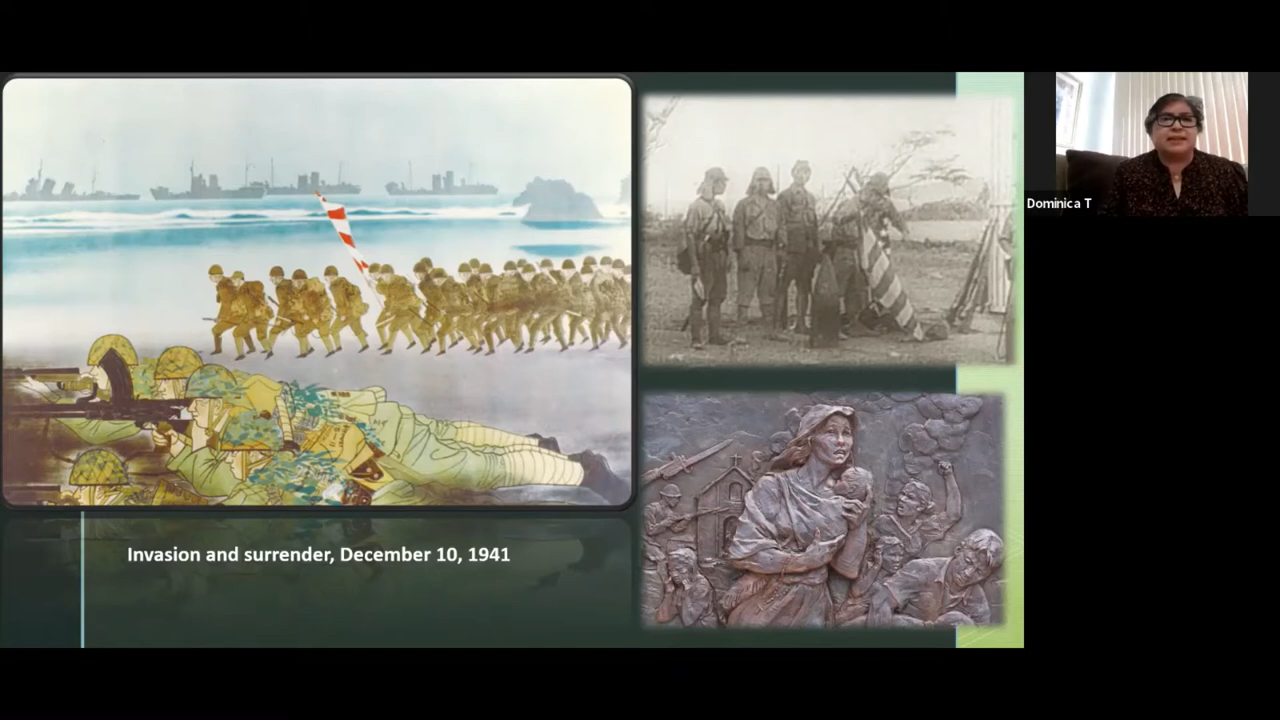 Dominica T
Invasion and surrender, December 10, 1941